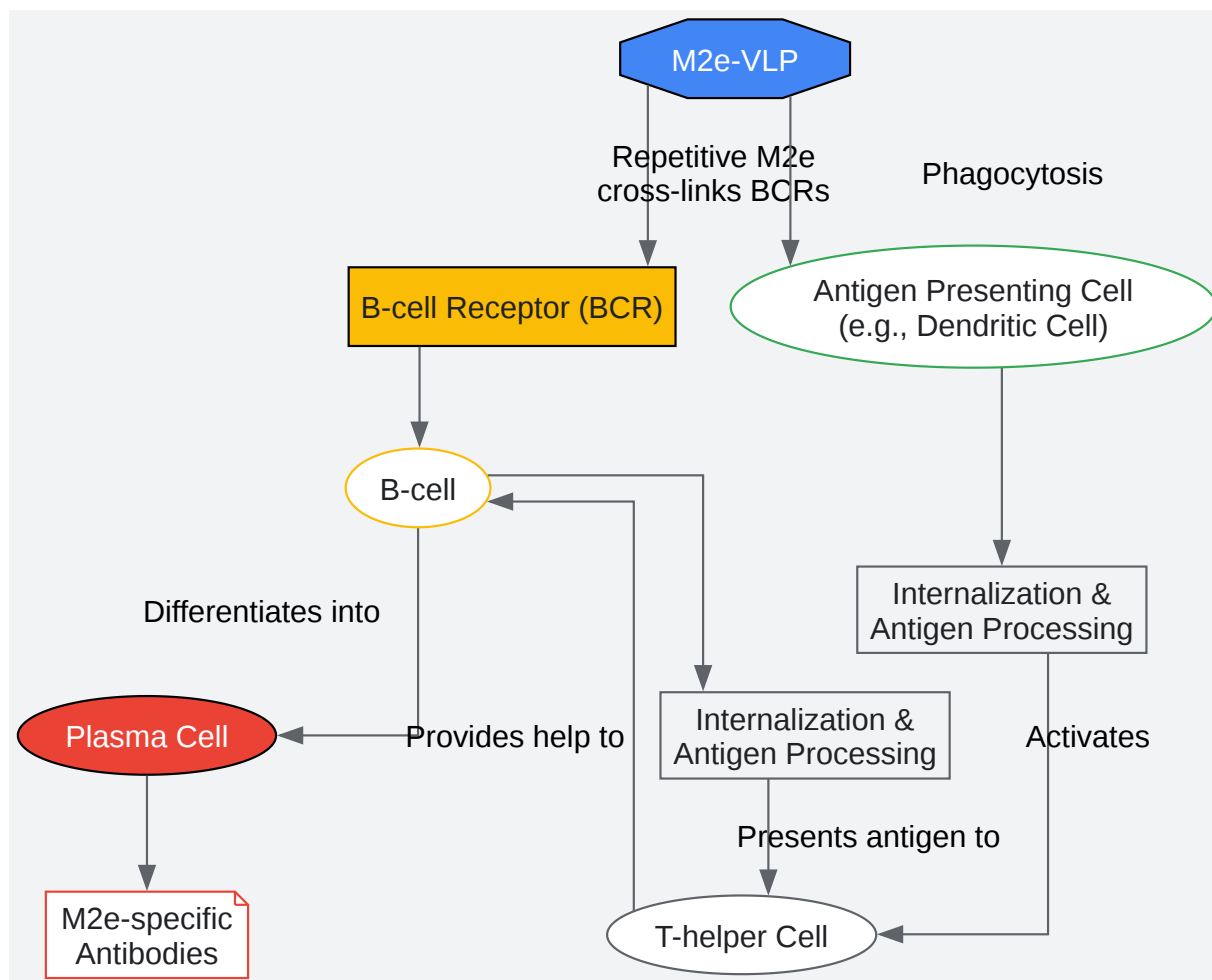 M2e-VLP
Repetitive M2e
cross-links BCRs
Phagocytosis
B-cell Receptor (BCR)
Antigen Presenting Cell
(e.g., Dendritic Cell)
B-cell
Internalization &
Antigen Processing
Differentiates into
Plasma Cell
Provides help to
Internalization &
Antigen Processing
Activates
Presents antigen to
M2e-specific
Antibodies
T-helper Cell